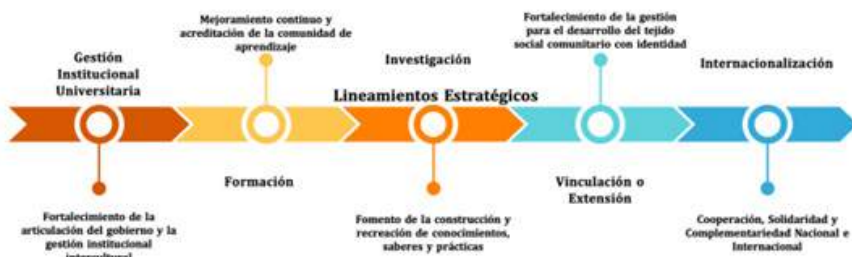 Mejoramiento continuo y
acreditación de la comunidad de
aprendizaje
Fortalecimiento de la gestión
para el desarrollo del tejido
social comunitario con identidad
Gestión
Institucional
Universitaria
Investigación
Internacionalización
Lineamientos Estratégicos
Formación
Vinculación o
Extensión
Fortalecimiento de la
articulación del gobierno y la
gestión institucional
intercultural
Fomento de la construcción y
recreación de conocimientos,
saberes y prácticas
Cooperación, Solidaridad y
Complementariedad Nacional e
Internacional